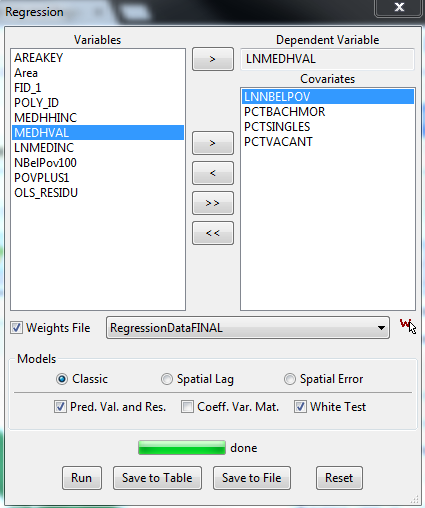 Regression
Variables
AREAKEY
Area
FID_1
POLY_ID
MEDHHINC
MEDHVAL
LNMEDINC
NBelPov100
POVPLUS1
OLS_RESIDU
>
Dependent Variable
LNMEDHVAL
Covariates
LNNBELPOV
PCTBACHMOR
PCTSINGLES
PCTVACANT
>
<
>>
<<
Weights File
RegressionDataFINAL
W
Models
Classic
Spatial Lag
Spatial Error
Pred. Val. and Res.
Coeff. Var. Mat.
White Test
done
Run
Save to Table
Save to File
Reset